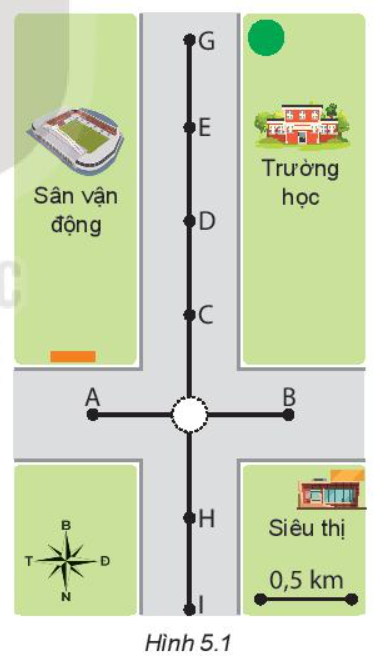 G
E
Sân vận
động
Trường
học
D
C
C
A
B
H
Siêu thị
B
T
Đ
N
0,5 km
I
Hình 5.1